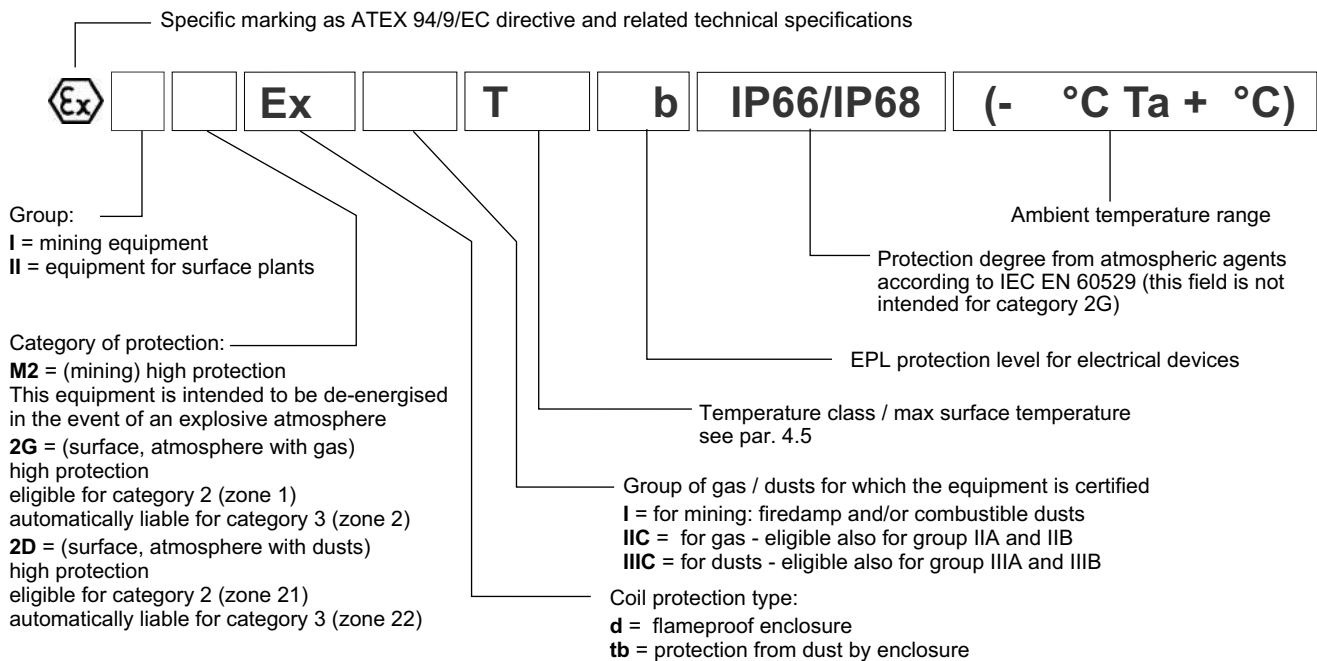 Specific marking as ATEX 94/9/EC directive and related technical specifications
Ex Ex T b IP66/IP68 (- °C Ta + °C)
Group:
I = mining equipment
II = equipment for surface plants
Ambient temperature range
Protection degree from atmospheric agents
according to IEC EN 60529 (this field is not
intended for category 2G)
Category of protection:
M2 = (mining) high protection
This equipment is intended to be de-energised
in the event of an explosive atmosphere
2G = (surface, atmosphere with gas)
high protection
eligible for category 2 (zone 1)
automatically liable for category 3 (zone 2)
2D = (surface, atmosphere with dusts)
high protection
eligible for category 2 (zone 21)
automatically liable for category 3 (zone 22)
EPL protection level for electrical devices
Temperature class / max surface temperature
see par. 4.5
Group of gas / dusts for which the equipment is certified
I = for mining: firedamp and/or combustible dusts
IIC = for gas - eligible also for group IIA and IIB
IIIC = for dusts - eligible also for group IIIA and IIIB
Coil protection type:
d = flameproof enclosure
tb = protection from dust by enclosure